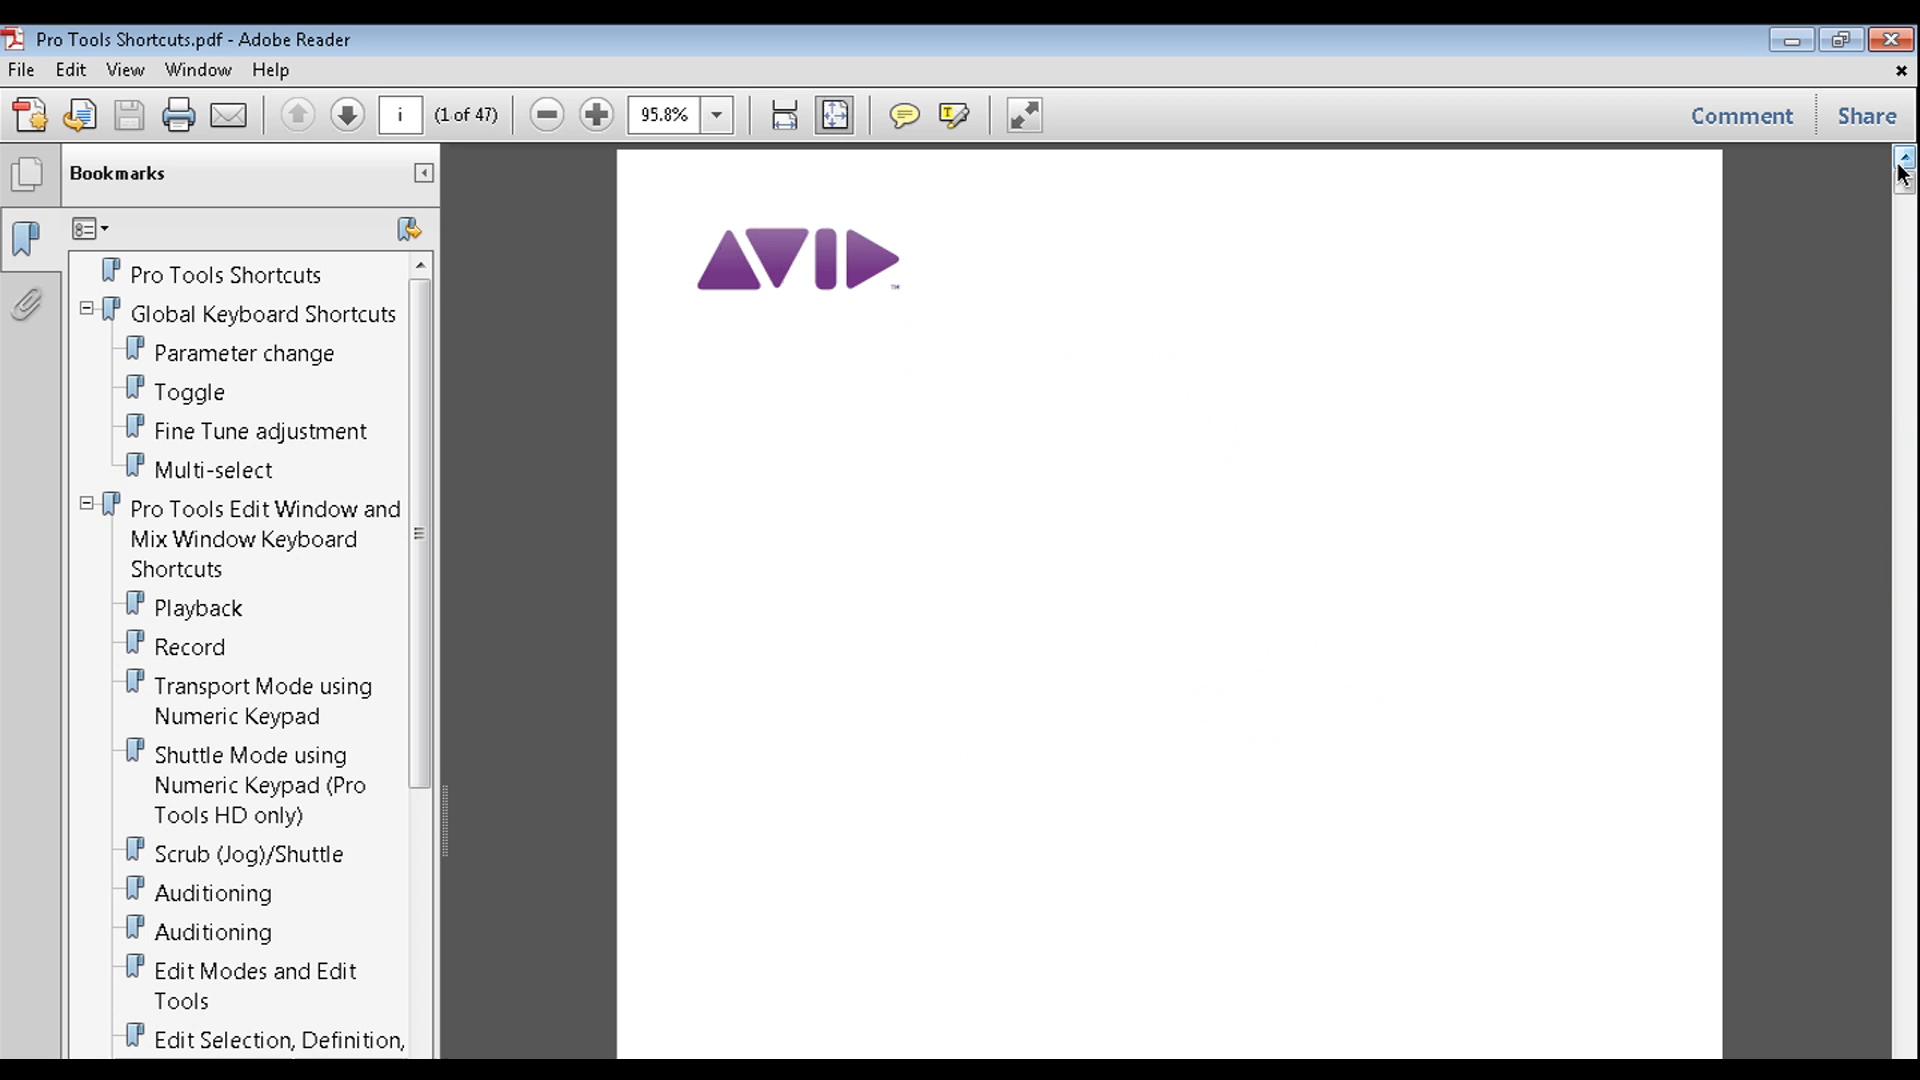 Pro Tools Shortcuts.pdf - Adobe Reader
File Edit View Window Help
i (1 of 47) 95.8% Comment Share
Bookmarks
Pro Tools Shortcuts
Global Keyboard Shortcuts
Parameter change
Toggle
Fine Tune adjustment
Multi-select
Pro Tools Edit Window and
Mix Window Keyboard
Shortcuts
Playback
Record
Transport Mode using
Numeric Keypad
Shuttle Mode using
Numeric Keypad (Pro
Tools HD only)
Scrub (Jog)/Shuttle
Auditioning
Auditioning
Edit Modes and Edit
Tools
Edit Selection, Definition,
AVID™